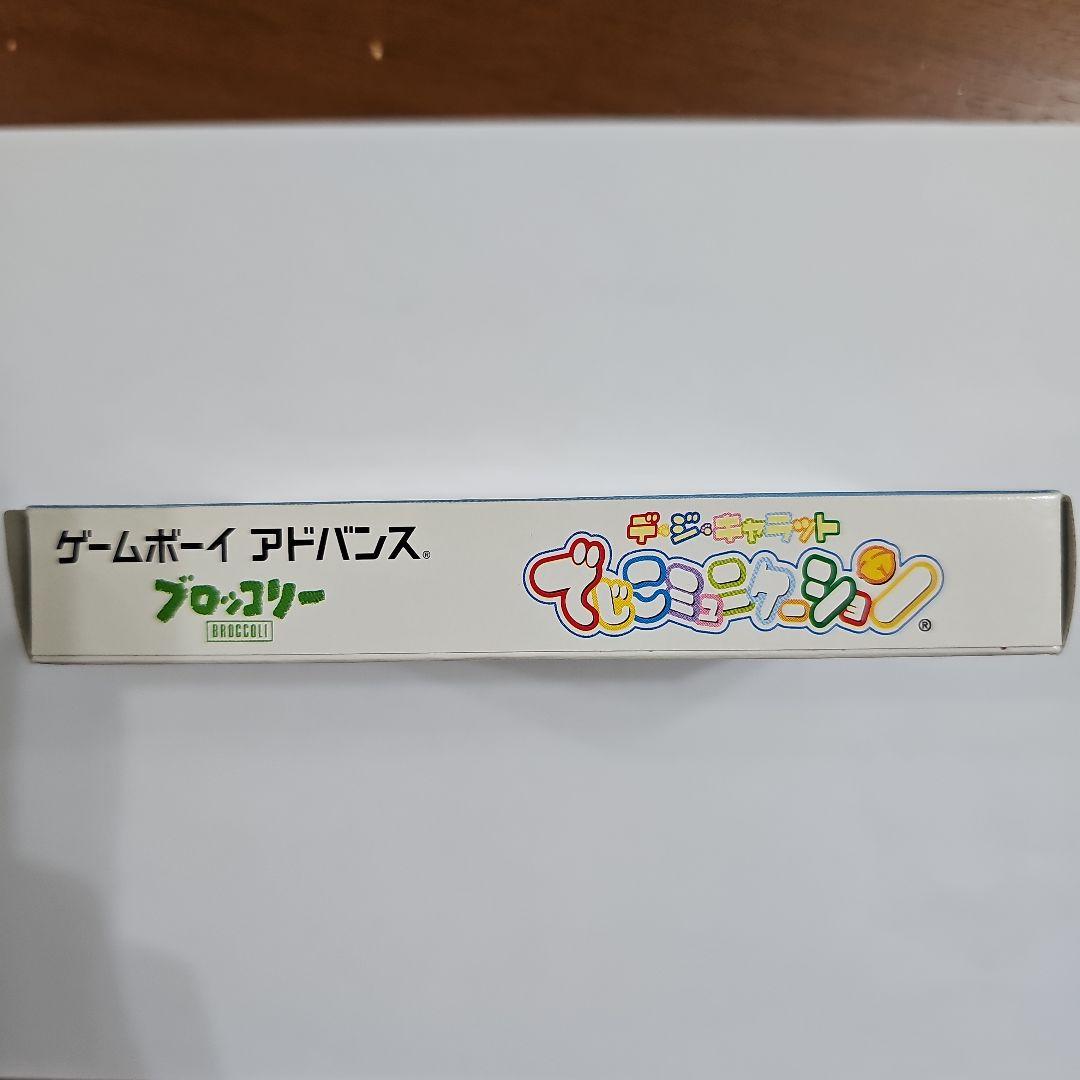 ゲームボーイ アドバンス®
ブロッコリー
BROCCOLI
デ・ジ・キャラット
でじこミュニケーション®